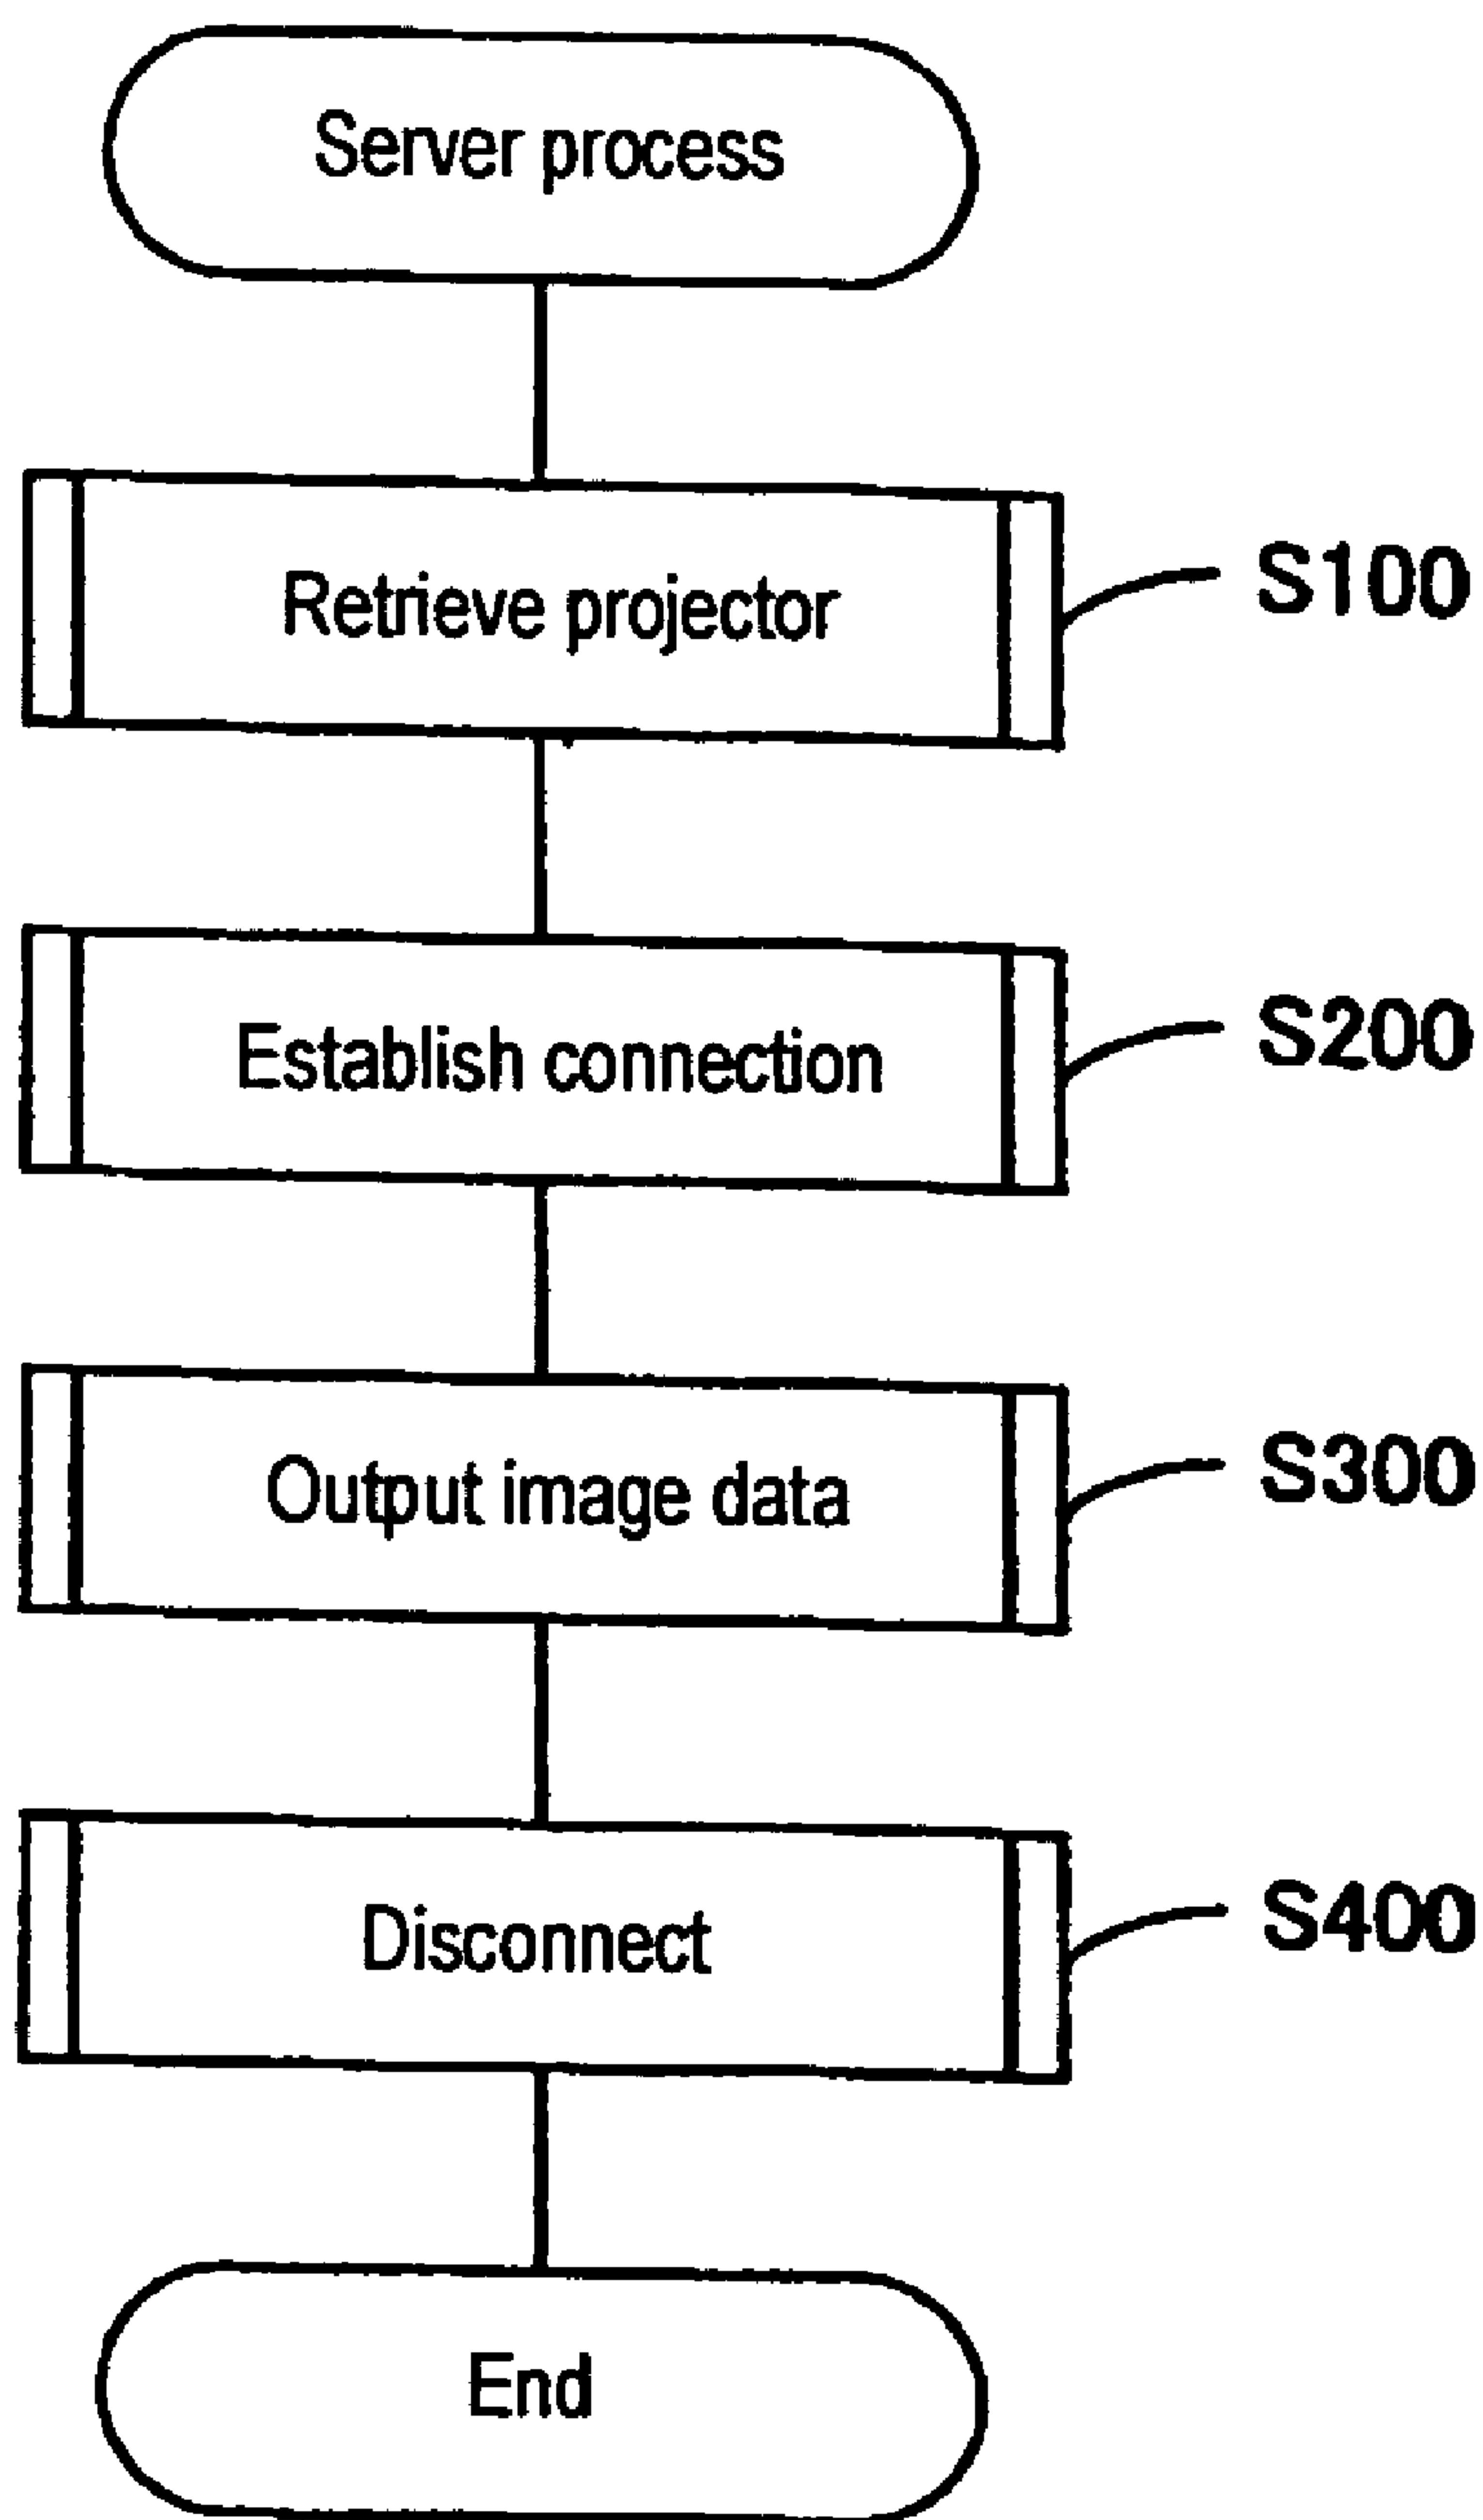 Server process
Retrieve projector
S100
Establish connection
S200
Output image data
S300
Disconnect
S400
End